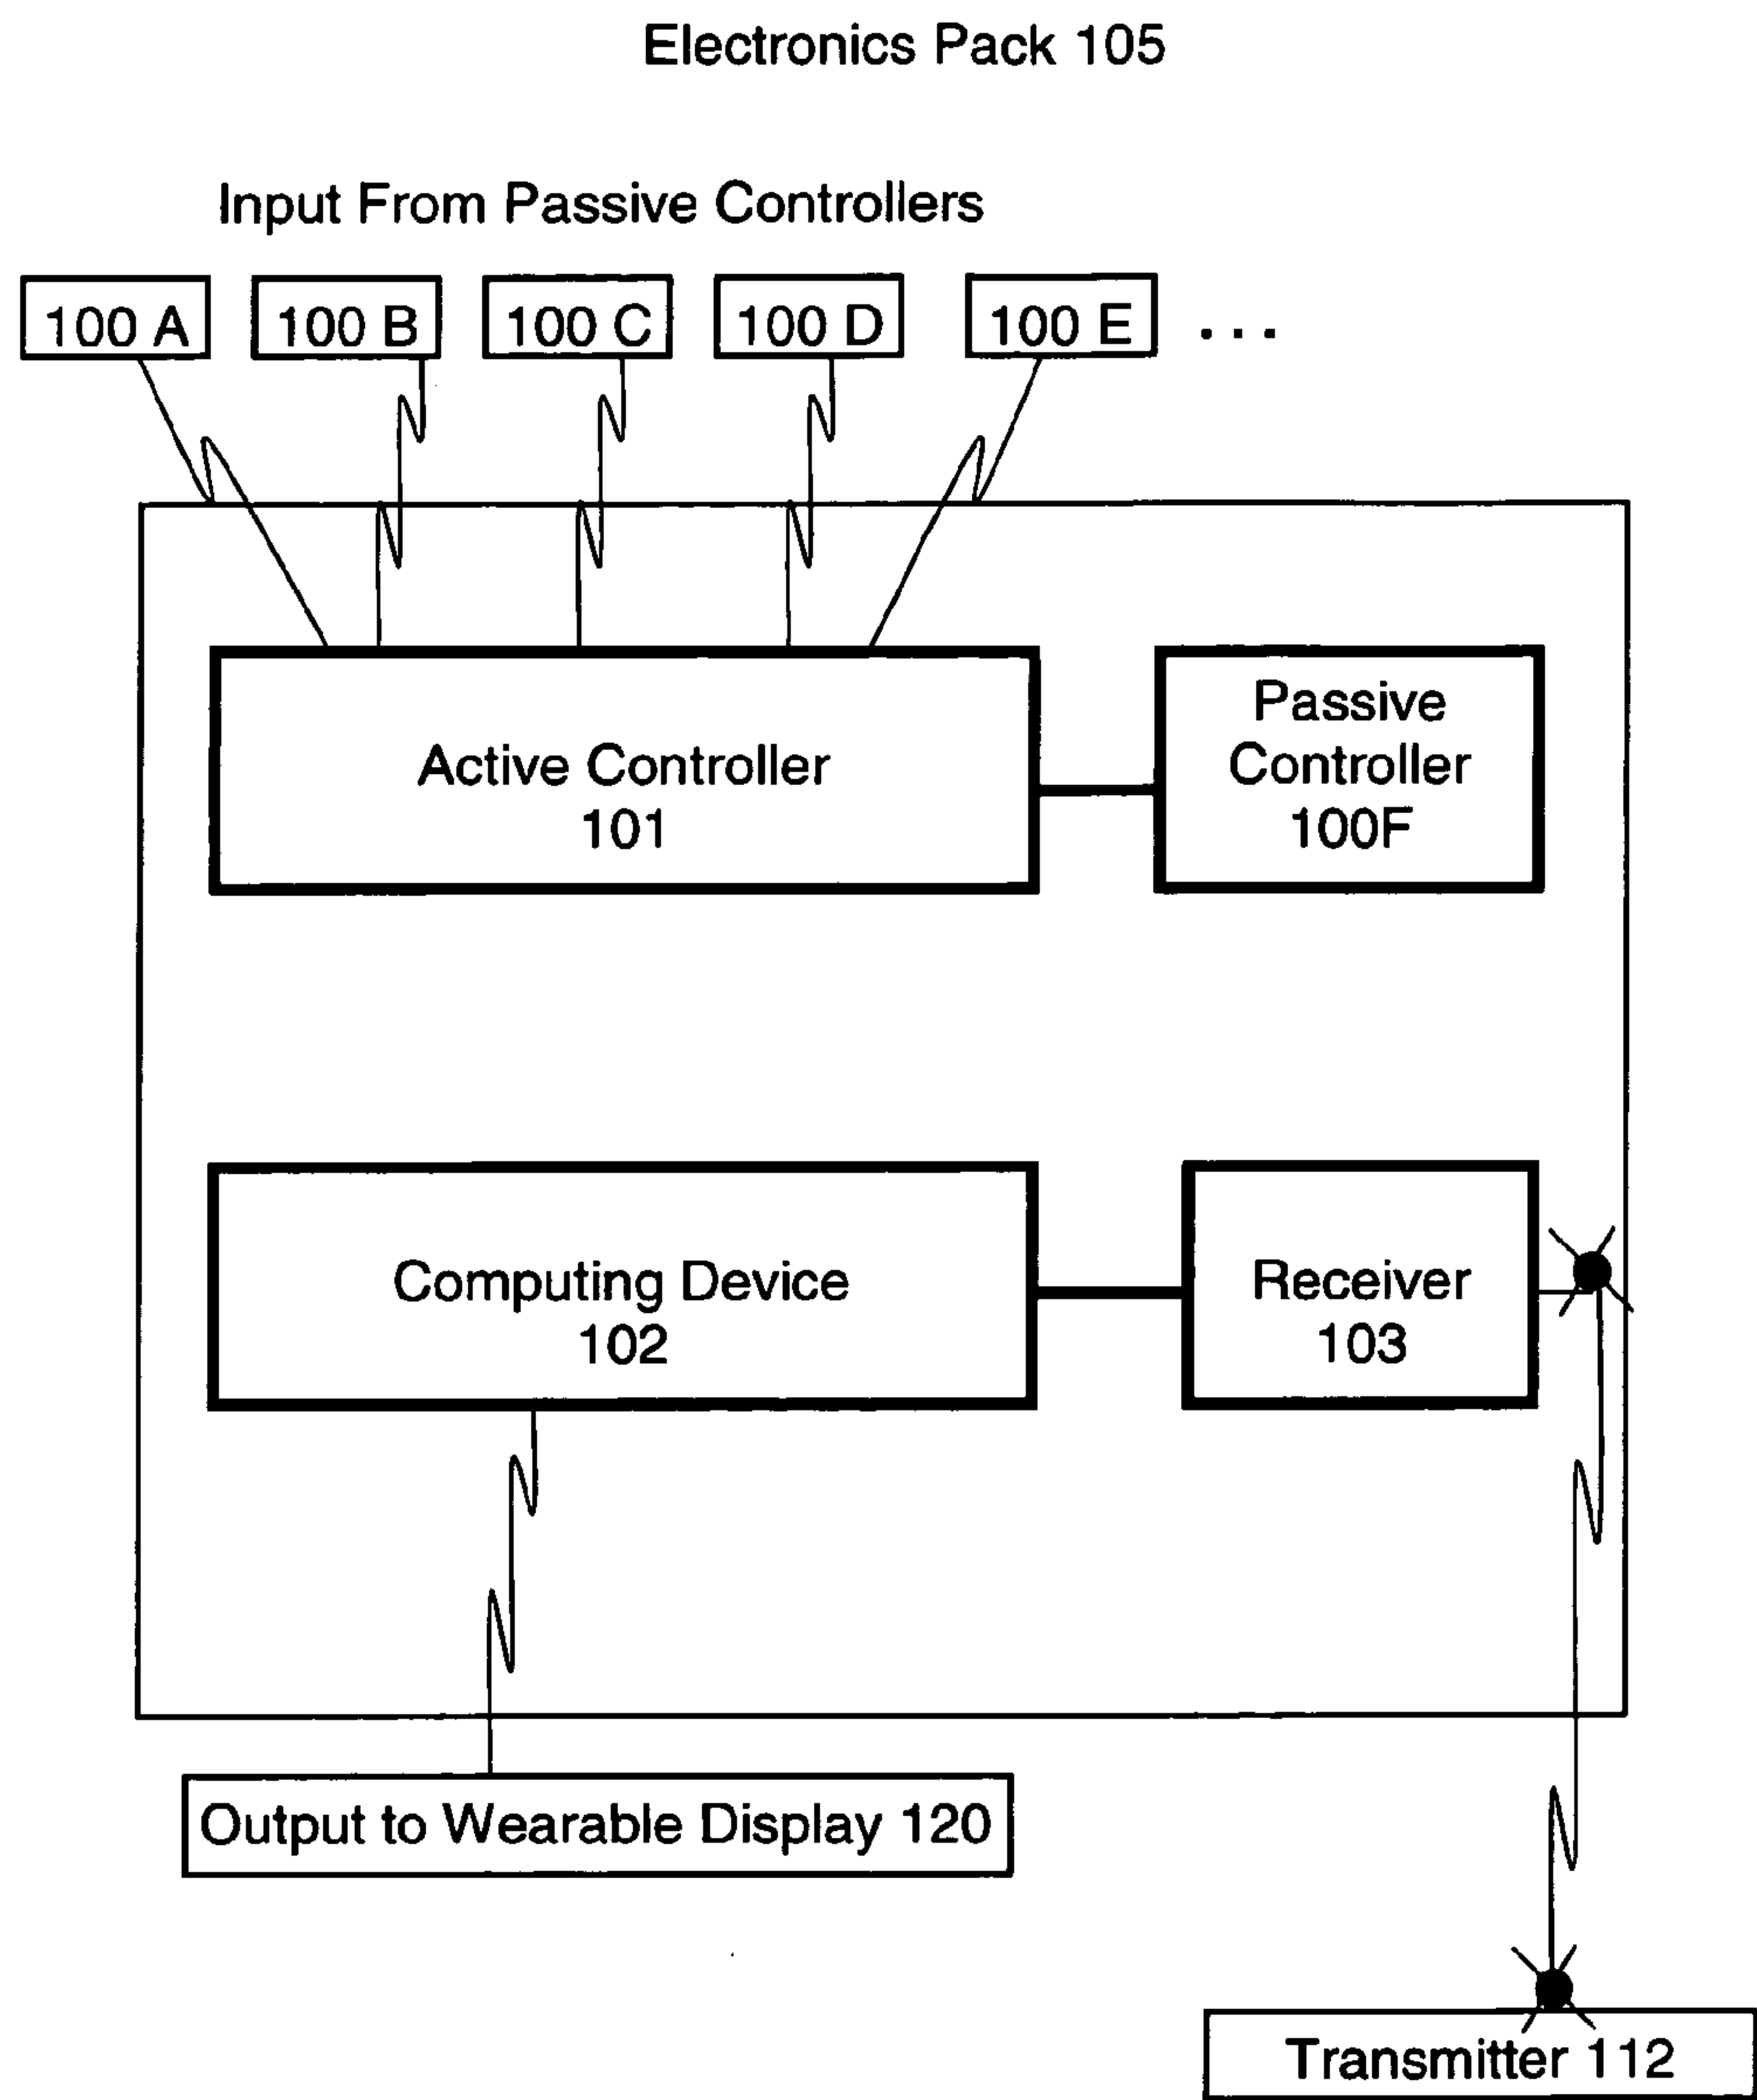 Electronics Pack 105
Input From Passive Controllers
100 A
100 B
100 C
100 D
100 E
...
Active Controller
101
Passive
Controller
100F
Computing Device
102
Receiver
103
Output to Wearable Display 120
Transmitter 112